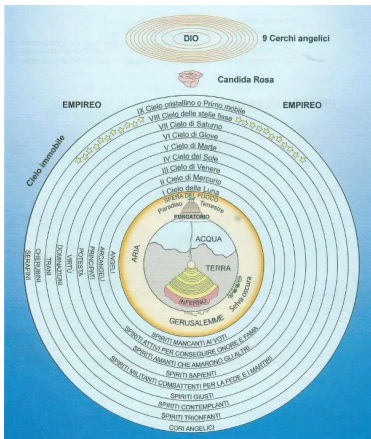 DIO
9 Cerchi angelici
Candida Rosa
EMPIREO
EMPIREO
Cielo immobile
IX Cielo cristallino o Primo mobile
VIII Cielo delle stelle fisse
VII Cielo di Saturno
VI Cielo di Giove
V Cielo di Marte
IV Cielo del Sole
III Cielo di Venere
II Cielo di Mercurio
I Cielo della Luna
SFERA DEL FUOCO
Paradiso Terrestre
PURGATORIO
ARIA
ACQUA
TERRA
INFERNO
Selva oscura
GERUSALEMME
ANGELI
ARCANGELI
PRINCIPATI
POTESTÀ
VIRTÙ
DOMINAZIONI
TRONI
CHERUBINI
SERAFINI
SPIRITI MANCANTI AI VOTI
SPIRITI ATTIVI PER CONSEGUIRE ONORE E FAMA
SPIRITI AMANTI CHE AMARONO GLI ALTRI
SPIRITI SAPIENTI
SPIRITI MILITANTI COMBATTENTI PER LA FEDE E I MARTIRI
SPIRITI GIUSTI
SPIRITI CONTEMPLANTI
SPIRITI TRIONFANTI
CORI ANGELICI